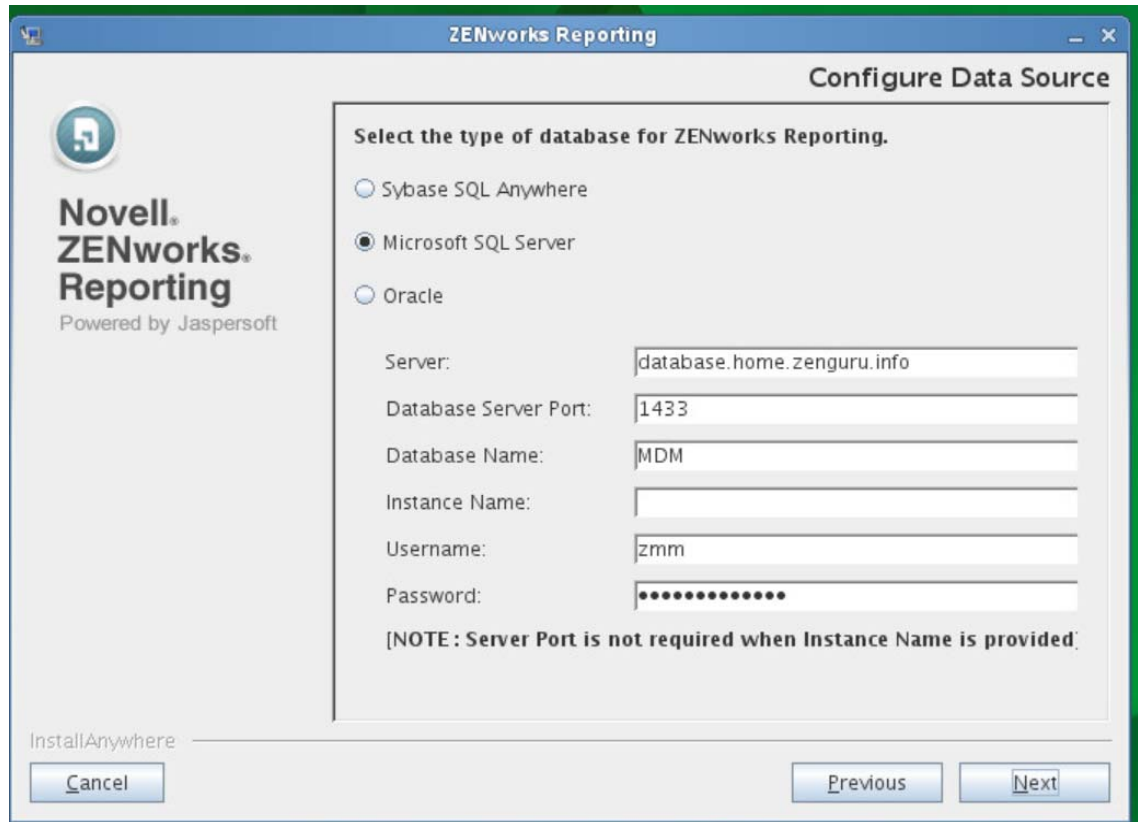 ZENworks Reporting
Configure Data Source
Novell®
ZENworks®
Reporting
Powered by Jaspersoft
Select the type of database for ZENworks Reporting.
Sybase SQL Anywhere
Microsoft SQL Server
Oracle
Server: database.home.zenguru.info
Database Server Port: 1433
Database Name: MDM
Instance Name:
Username: zmm
Password: •••••••••••••
[NOTE : Server Port is not required when Instance Name is provided]
InstallAnywhere
Cancel
Previous
Next